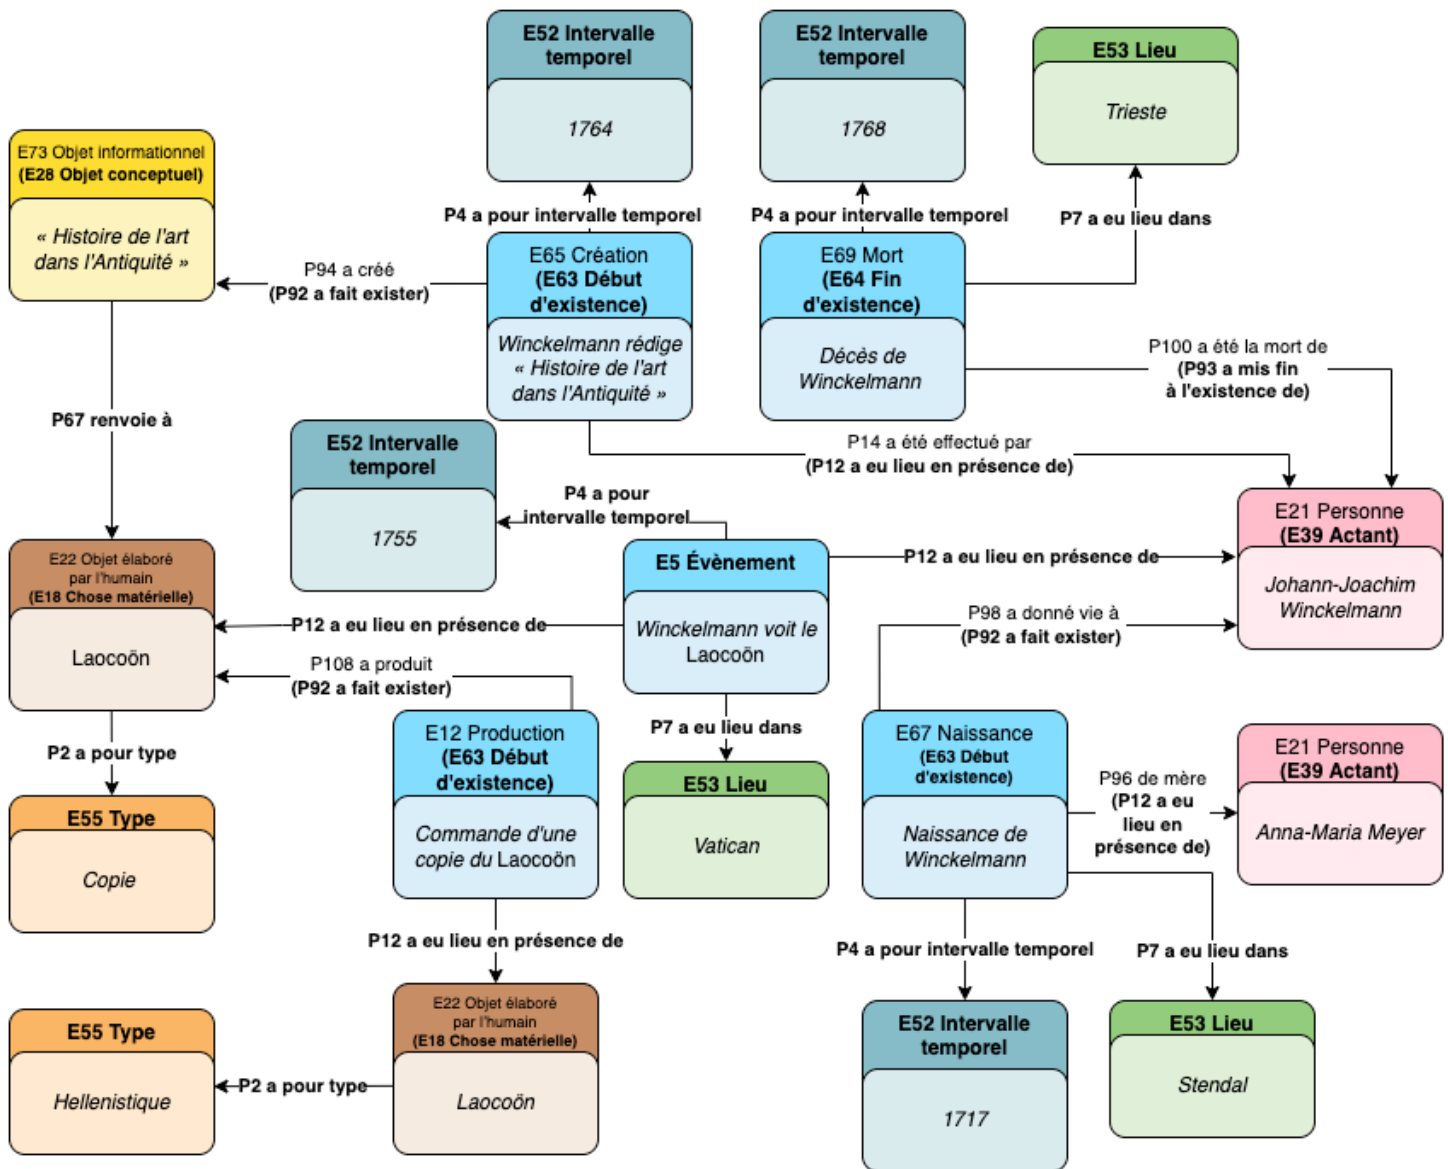 E52 Intervalle
temporel
1764
E52 Intervalle
temporel
1768
E53 Lieu
Trieste
E73 Objet informationnel
(E28 Objet conceptuel)
« Histoire de l'art
dans l'Antiquité »
P4 a pour intervalle temporel
P4 a pour intervalle temporel
P7 a eu lieu dans
P94 a créé
(P92 a fait exister)
E65 Création
(E63 Début
d'existence)
Winckelmann rédige
« Histoire de l'art
dans l'Antiquité »
E69 Mort
(E64 Fin
d'existence)
Décès de
Winckelmann
P100 a été la mort de
(P93 a mis fin
à l'existence de)
P67 renvoie à
P14 a été effectué par
(P12 a eu lieu en présence de)
E52 Intervalle
temporel
1755
P4 a pour
intervalle temporel
E21 Personne
(E39 Actant)
Johann-Joachim
Winckelmann
E22 Objet élaboré
par l'humain
(E18 Chose matérielle)
Laocoön
E5 Évènement
Winckelmann voit le
Laocoön
P12 a eu lieu en présence de
P12 a eu lieu en présence de
P98 a donné vie à
(P92 a fait exister)
P108 a produit
(P92 a fait exister)
P2 a pour type
E12 Production
(E63 Début
d'existence)
Commande d'une
copie du Laocoön
P7 a eu lieu dans
E53 Lieu
Vatican
E67 Naissance
(E63 Début
d'existence)
Naissance de
Winckelmann
P96 de mère
(P12 a eu
lieu en
présence de)
E21 Personne
(E39 Actant)
Anna-Maria Meyer
E55 Type
Copie
P12 a eu lieu en présence de
P4 a pour intervalle temporel
P7 a eu lieu dans
E55 Type
Hellenistique
P2 a pour type
E22 Objet élaboré
par l'humain
(E18 Chose matérielle)
Laocoön
E52 Intervalle
temporel
1717
E53 Lieu
Stendal